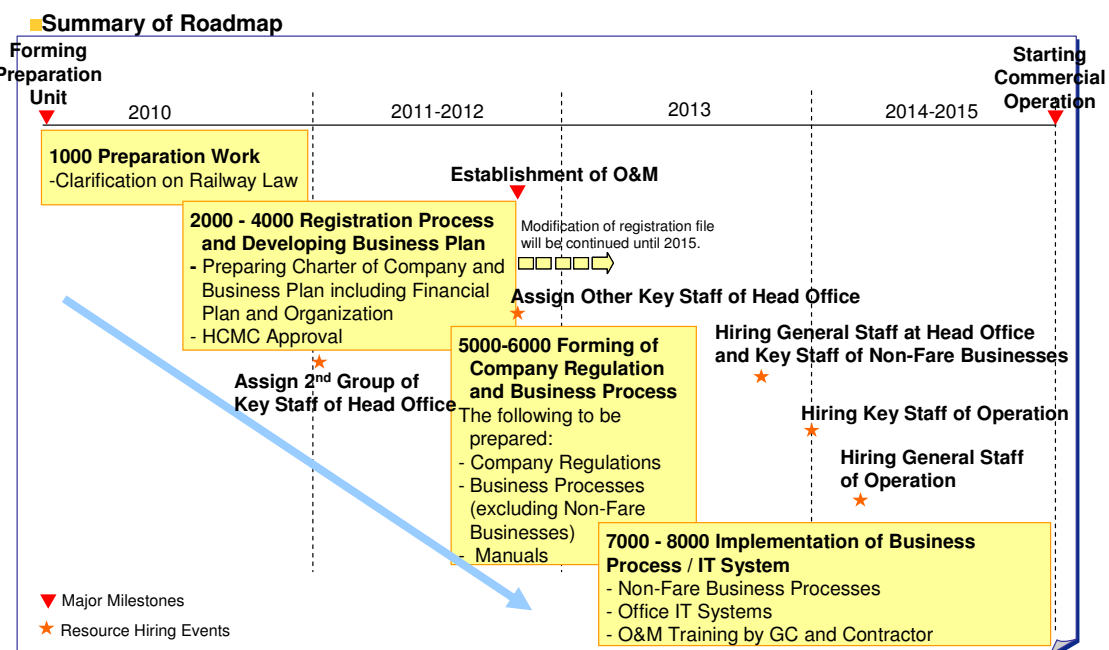 Summary of Roadmap
Forming
Preparation
Unit
Starting
Commercial
Operation
2010
2011-2012
2013
2014-2015
1000 Preparation Work
-Clarification on Railway Law
Establishment of O&M
2000 - 4000 Registration Process
and Developing Business Plan
- Preparing Charter of Company and
Business Plan including Financial
Plan and Organization
- HCMC Approval
Modification of registration file
will be continued until 2015.
Assign Other Key Staff of Head Office
Assign 2nd Group of
Key Staff of Head Office
5000-6000 Forming of
Company Regulation
and Business Process
The following to be
prepared:
- Company Regulations
- Business Processes
(excluding Non-Fare
Businesses)
- Manuals
Hiring General Staff at Head Office
and Key Staff of Non-Fare Businesses
Hiring Key Staff of Operation
Hiring General Staff
of Operation
7000 - 8000 Implementation of Business
Process / IT System
- Non-Fare Business Processes
- Office IT Systems
- O&M Training by GC and Contractor
Major Milestones
Resource Hiring Events